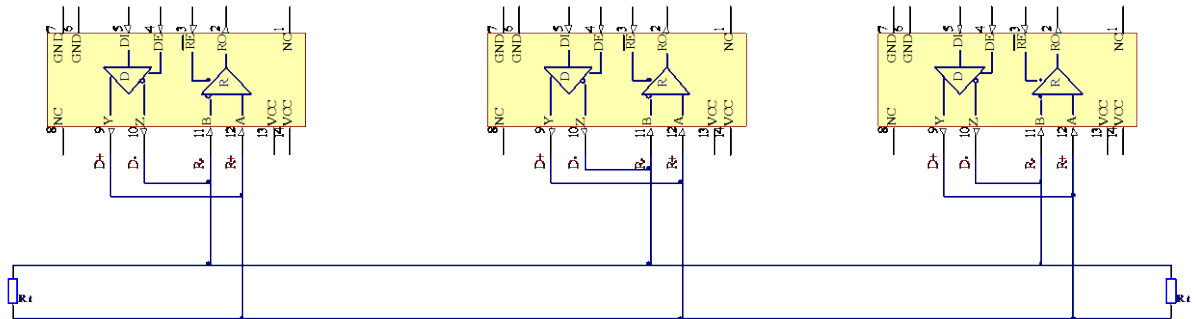 7 6 5 4 3 2 1
GND GND DI DE RE RO NC
D R
NC Y Z B A VCC VCC
8 9 10 11 12 13 14
D+ D- R- R+
7 6 5 4 3 2 1
GND GND DI DE RE RO NC
D R
NC Y Z B A VCC VCC
8 9 10 11 12 13 14
D+ D- R- R+
7 6 5 4 3 2 1
GND GND DI DE RE RO NC
D R
NC Y Z B A VCC VCC
8 9 10 11 12 13 14
D+ D- R- R+
Rt
Rt